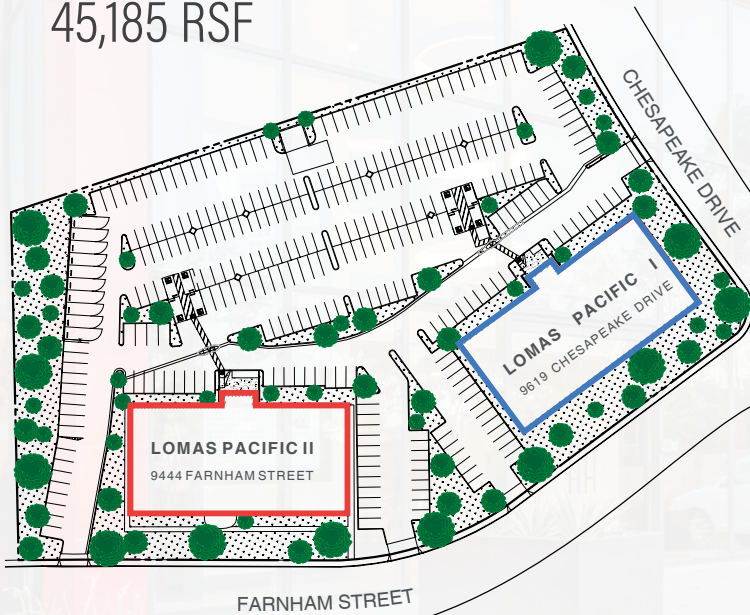 45,185 RSF
CHESAPEAKE DRIVE
LOMAS PACIFIC I
9619 CHESAPEAKE DRIVE
LOMAS PACIFIC II
9444 FARNHAM STREET
FARNHAM STREET